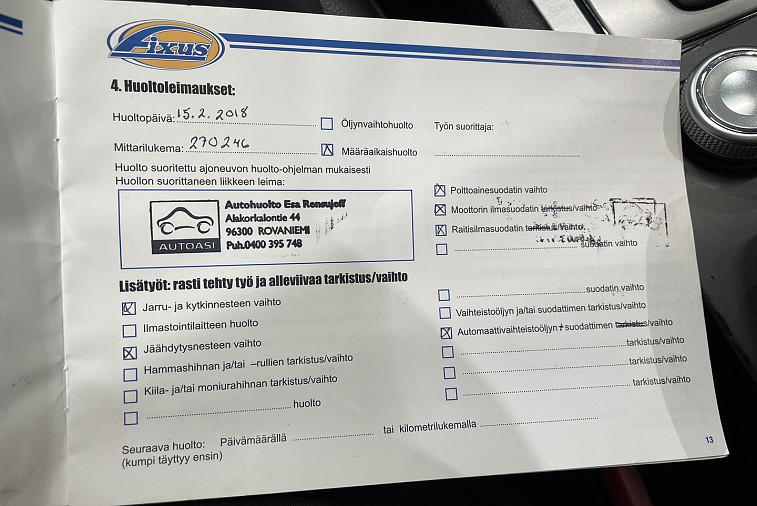 Fixus
4. Huoltoleimaukset:
Huoltopäivä: 15.2.2018
Öljynvaihtohuolto
Työn suorittaja:
Mittarilukema: 270246
Määräaikaishuolto
Huolto suoritettu ajoneuvon huolto-ohjelman mukaisesti
Huollon suorittaneen liikkeen leima:
AUTOASI
Autohuolto Esa Rensujoff
Alakorkalontie 44
96300 ROVANIEMI
Puh.0400 395 748
Polttoainesuodatin vaihto
Moottorin ilmasuodatin tarkistus/vaihto
Raitisilmasuodatin tarkistus/vaihto
suodatin vaihto
Lisätyöt: rasti tehty työ ja alleviivaa tarkistus/vaihto
Jarru- ja kytkinnesteen vaihto
Ilmastointilaitteen huolto
Jäähdytysnesteen vaihto
Hammashihnan ja/tai –rullien tarkistus/vaihto
Kiila- ja/tai moniurahihnan tarkistus/vaihto
huolto
suodatin vaihto
Vaihteistoöljyn ja/tai suodattimen tarkistus/vaihto
Automaattivaihteistoöljyn + suodattimen tarkistus/vaihto
tarkistus/vaihto
tarkistus/vaihto
tarkistus/vaihto
Seuraava huolto: Päivämäärällä tai kilometrilukemalla
(kumpi täyttyy ensin)
13